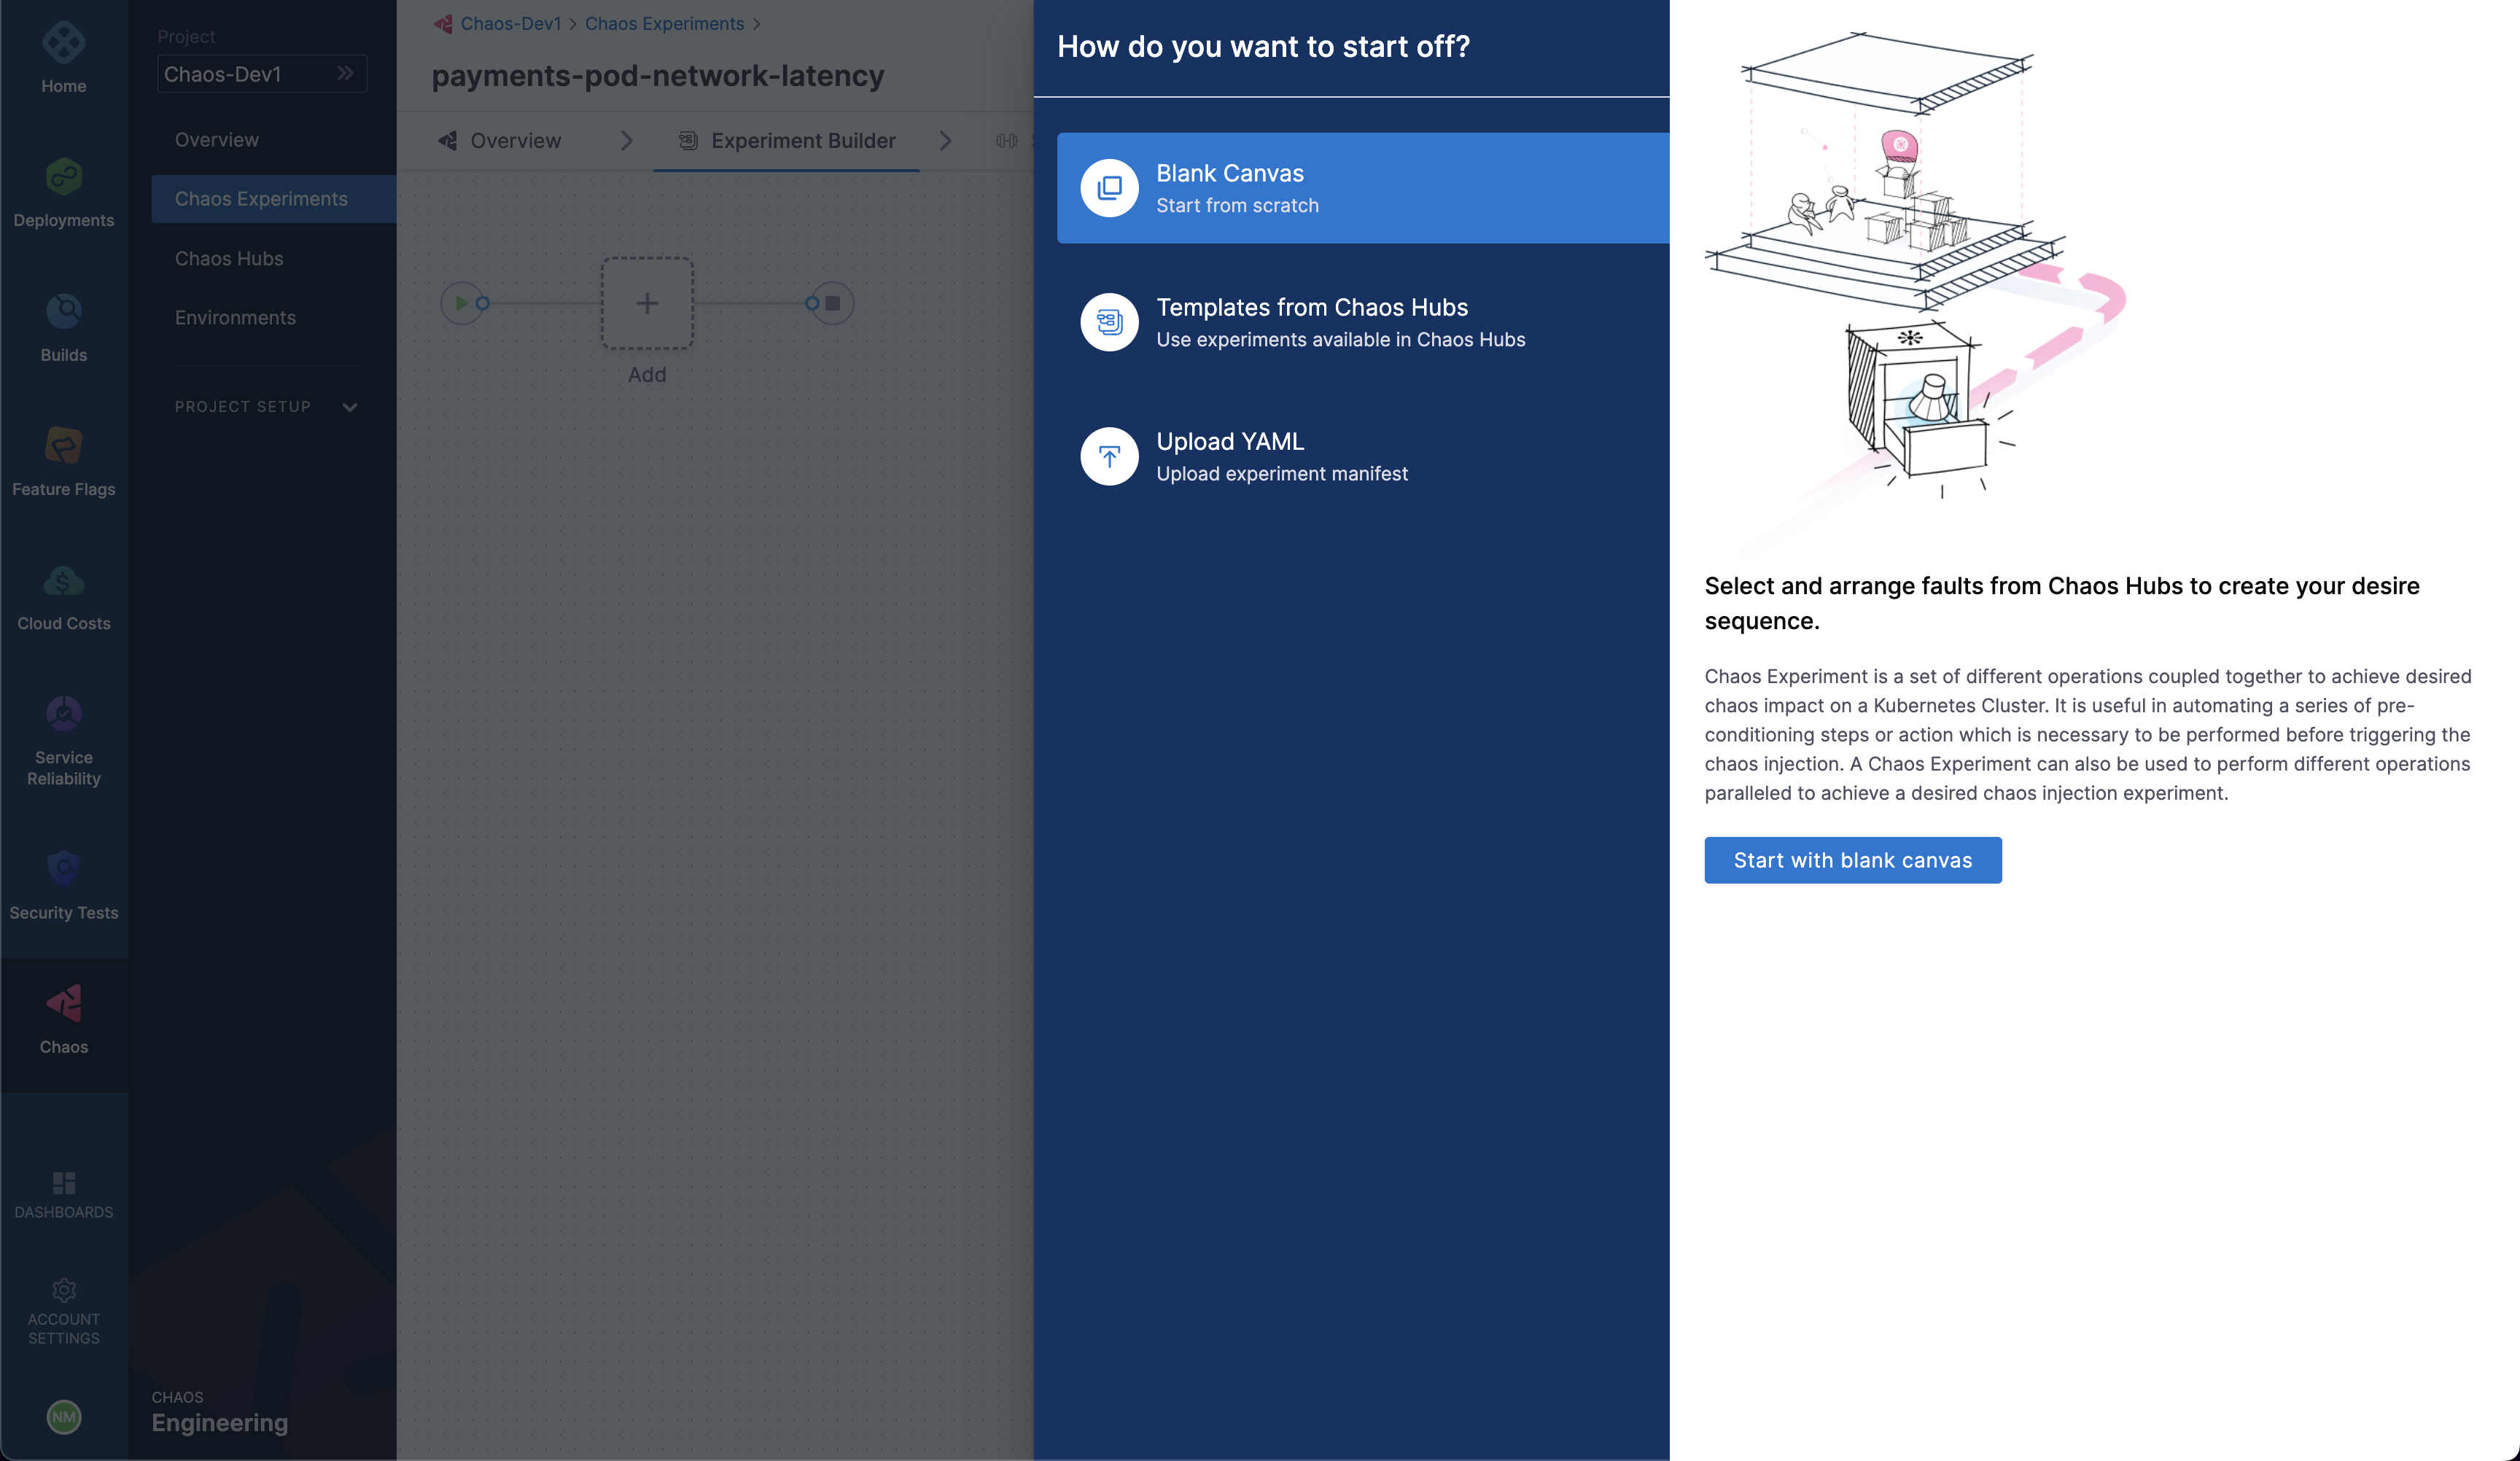 Home
Deployments
Builds
Feature Flags
Cloud Costs
Service
Reliability
Security Tests
Chaos
DASHBOARDS
ACCOUNT
SETTINGS
NM
Project
Chaos-Dev1
Overview
Chaos Experiments
Chaos Hubs
Environments
PROJECT SETUP
CHAOS
Engineering
Chaos-Dev1 > Chaos Experiments >
payments-pod-network-latency
Overview
Experiment Builder
Add
How do you want to start off?
Blank Canvas
Start from scratch
Templates from Chaos Hubs
Use experiments available in Chaos Hubs
Upload YAML
Upload experiment manifest
Select and arrange faults from Chaos Hubs to create your desire
sequence.
Chaos Experiment is a set of different operations coupled together to achieve desired
chaos impact on a Kubernetes Cluster. It is useful in automating a series of pre-
conditioning steps or action which is necessary to be performed before triggering the
chaos injection. A Chaos Experiment can also be used to perform different operations
paralleled to achieve a desired chaos injection experiment.
Start with blank canvas